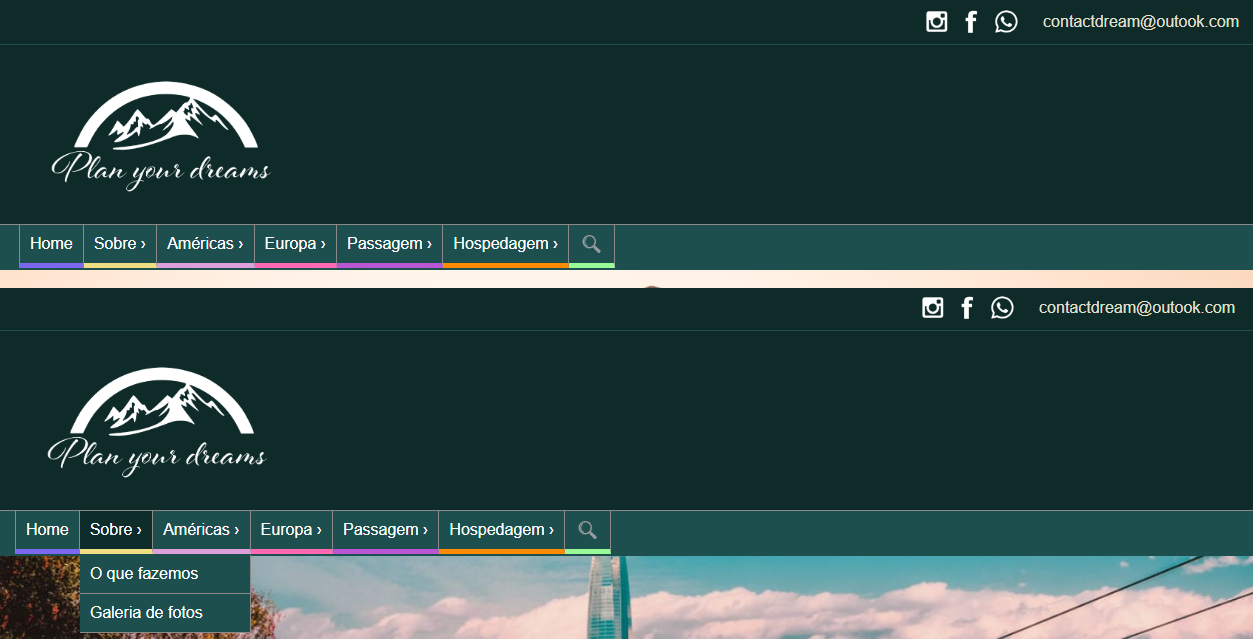 contactdream@outook.com
Plan your dreams
Home Sobre › Américas › Europa › Passagem › Hospedagem ›
contactdream@outook.com
Plan your dreams
Home Sobre › Américas › Europa › Passagem › Hospedagem ›
O que fazemos
Galeria de fotos